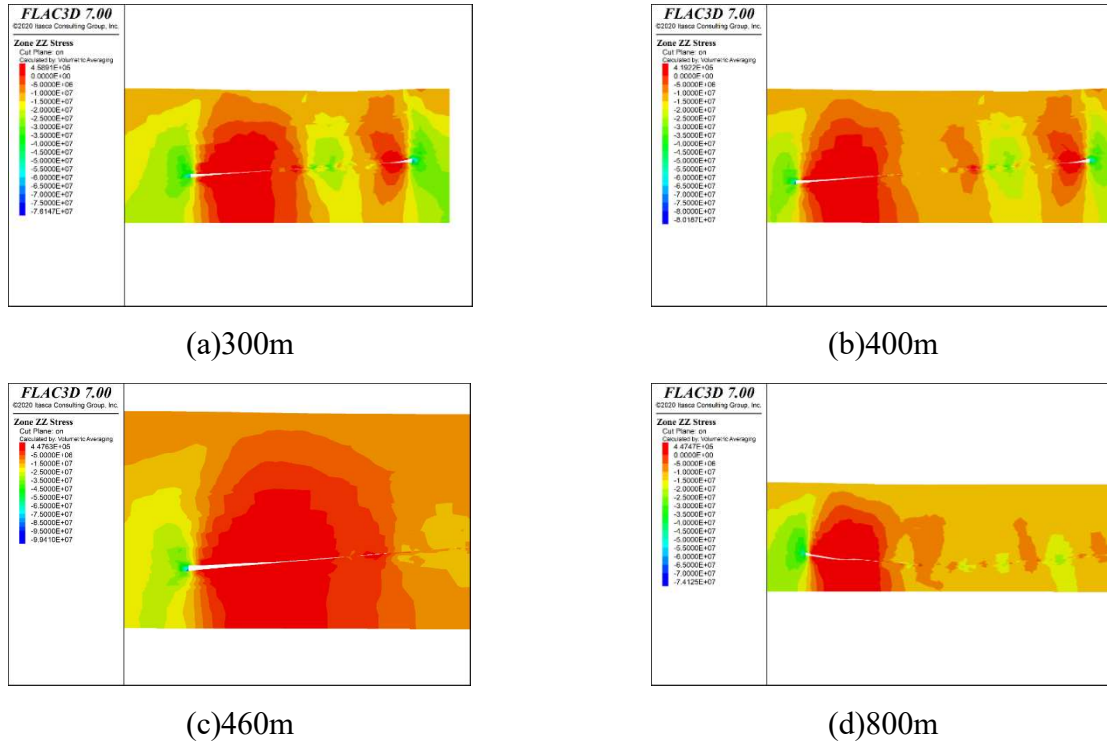 FLAC3D 7.00
©2020 Itasca Consulting Group, Inc.
Zone ZZ Stress
Cut Plane: on
Calculated by: Volumetric Averaging
4.5891E+05
0.0000E+00
-5.0000E+06
-1.0000E+07
-1.5000E+07
-2.0000E+07
-2.5000E+07
-3.0000E+07
-3.5000E+07
-4.0000E+07
-4.5000E+07
-5.0000E+07
-5.5000E+07
-6.0000E+07
-6.5000E+07
-7.0000E+07
-7.5000E+07
-7.6147E+07
(a)300m
FLAC3D 7.00
©2020 Itasca Consulting Group, Inc.
Zone ZZ Stress
Cut Plane: on
Calculated by: Volumetric Averaging
4.1922E+05
0.0000E+00
-5.0000E+06
-1.0000E+07
-1.5000E+07
-2.0000E+07
-2.5000E+07
-3.0000E+07
-3.5000E+07
-4.0000E+07
-4.5000E+07
-5.0000E+07
-5.5000E+07
-6.0000E+07
-6.5000E+07
-7.0000E+07
-7.5000E+07
-8.0000E+07
-8.0187E+07
(b)400m
FLAC3D 7.00
©2020 Itasca Consulting Group, Inc.
Zone ZZ Stress
Cut Plane: on
Calculated by: Volumetric Averaging
4.4763E+05
-5.0000E+06
-1.5000E+07
-2.5000E+07
-3.5000E+07
-4.5000E+07
-5.5000E+07
-6.5000E+07
-7.5000E+07
-8.5000E+07
-9.5000E+07
-9.9410E+07
(c)460m
FLAC3D 7.00
©2020 Itasca Consulting Group, Inc.
Zone ZZ Stress
Cut Plane: on
Calculated by: Volumetric Averaging
4.4747E+05
0.0000E+00
-5.0000E+06
-1.0000E+07
-1.5000E+07
-2.0000E+07
-2.5000E+07
-3.0000E+07
-3.5000E+07
-4.0000E+07
-4.5000E+07
-5.0000E+07
-5.5000E+07
-6.0000E+07
-6.5000E+07
-7.0000E+07
-7.4125E+07
(d)800m